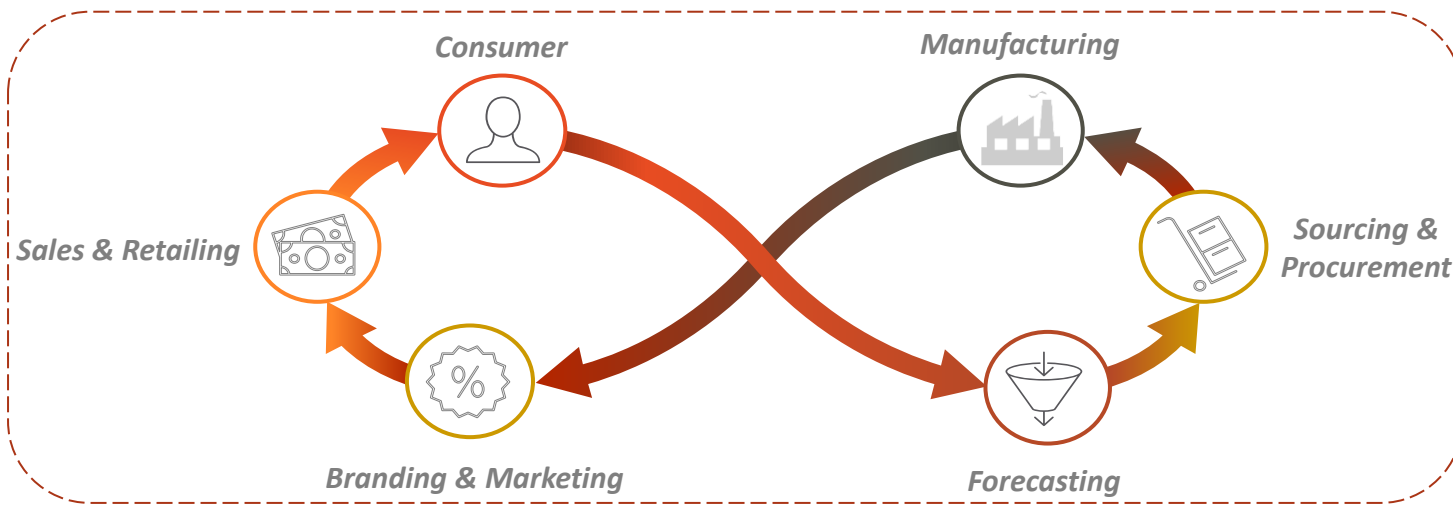 Consumer
Manufacturing
Sales & Retailing
Sourcing &
Procurement
%
Branding & Marketing
Forecasting